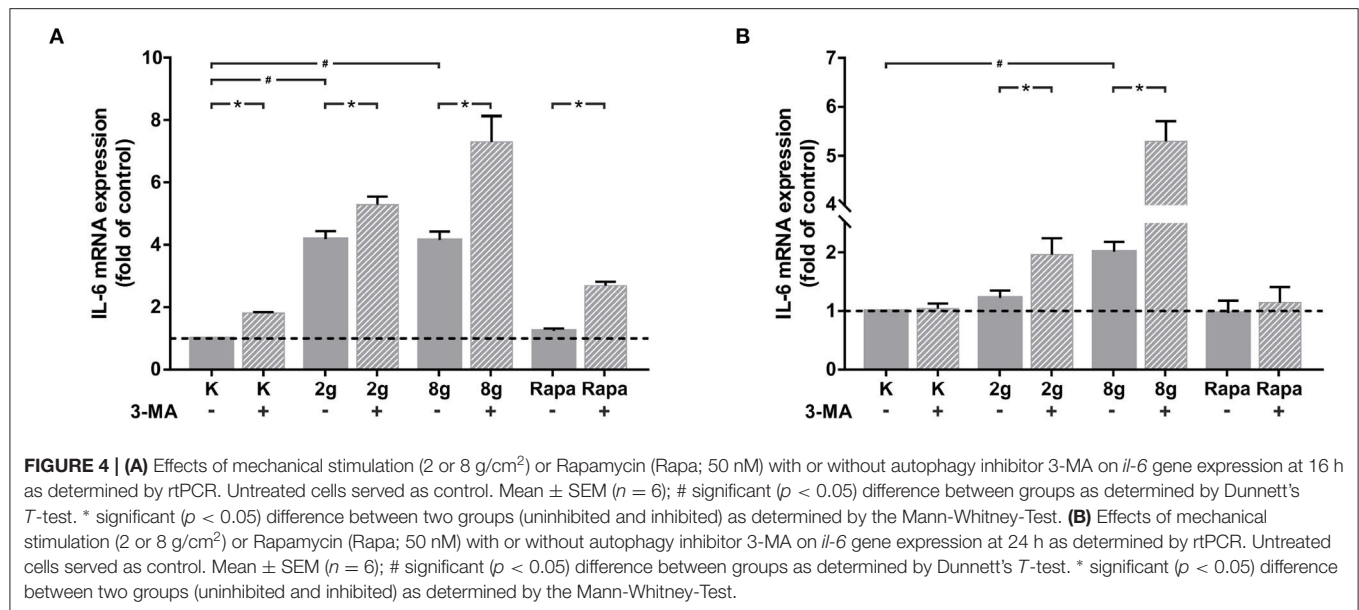 A
IL-6 mRNA expression
(fold of control)
10
8
6
4
2
0
#
#
*
*
*
*
K K 2g 2g 8g 8g Rapa Rapa
3-MA - + - + - + - +
B
IL-6 mRNA expression
(fold of control)
7
6
5
4
2
1
0
#
*
*
K K 2g 2g 8g 8g Rapa Rapa
3-MA - + - + - + - +
FIGURE 4 | (A) Effects of mechanical stimulation (2 or 8 g/cm²) or Rapamycin (Rapa; 50 nM) with or without autophagy inhibitor 3-MA on il-6 gene expression at 16 h
as determined by rtPCR. Untreated cells served as control. Mean ± SEM (n = 6); # significant (p < 0.05) difference between groups as determined by Dunnett's
T-test. * significant (p < 0.05) difference between two groups (uninhibited and inhibited) as determined by the Mann-Whitney-Test. (B) Effects of mechanical
stimulation (2 or 8 g/cm²) or Rapamycin (Rapa; 50 nM) with or without autophagy inhibitor 3-MA on il-6 gene expression at 24 h as determined by rtPCR. Untreated
cells served as control. Mean ± SEM (n = 6); # significant (p < 0.05) difference between groups as determined by Dunnett's T-test. * significant (p < 0.05) difference
between two groups (uninhibited and inhibited) as determined by the Mann-Whitney-Test.